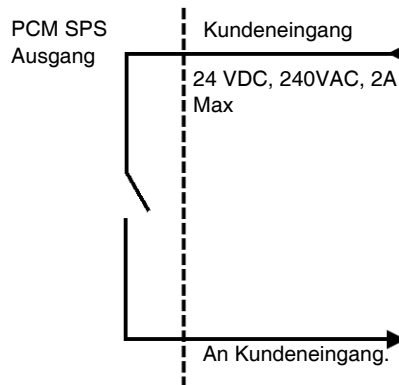 PCM SPS
Ausgang
Kundeneingang
24 VDC, 240VAC, 2A
Max
An Kundeneingang.